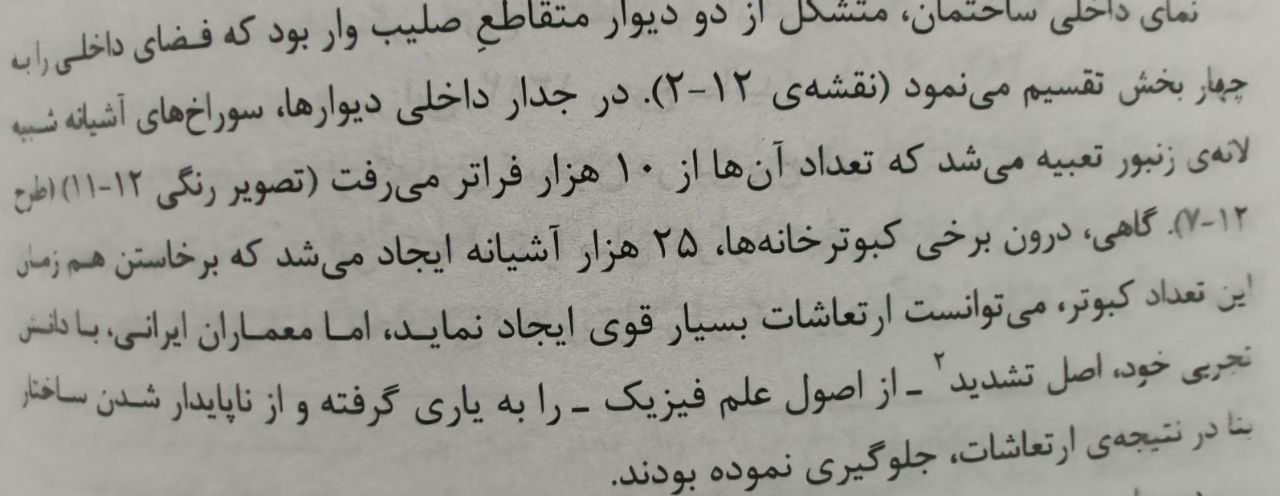 نمای داخلی ساختمان، متشکل از دو دیوار متقاطعِ صلیب وار بود که فضای داخلی را به
چهار بخش تقسیم می‌نمود (نقشه‌ی ۱۲-۲). در جدار داخلی دیوارها، سوراخ‌های آشیانه شبیه
لانه‌ی زنبور تعبیه می‌شد که تعداد آن‌ها از ۱۰ هزار فراتر می‌رفت (تصویر رنگی ۱۲-۱۱) (طرح
۱۲-۷). گاهی، درون برخی کبوترخانه‌ها، ۲۵ هزار آشیانه ایجاد می‌شد که برخاستن هم زمان
این تعداد کبوتر، می‌توانست ارتعاشات بسیار قوی ایجاد نماید، اما معماران ایرانی، با دانش
تجربی خود، اصل تشدید۲ ـ از اصول علم فیزیک ـ را به یاری گرفته و از ناپایدار شدن ساختار
بنا در نتیجه‌ی ارتعاشات، جلوگیری نموده بودند.